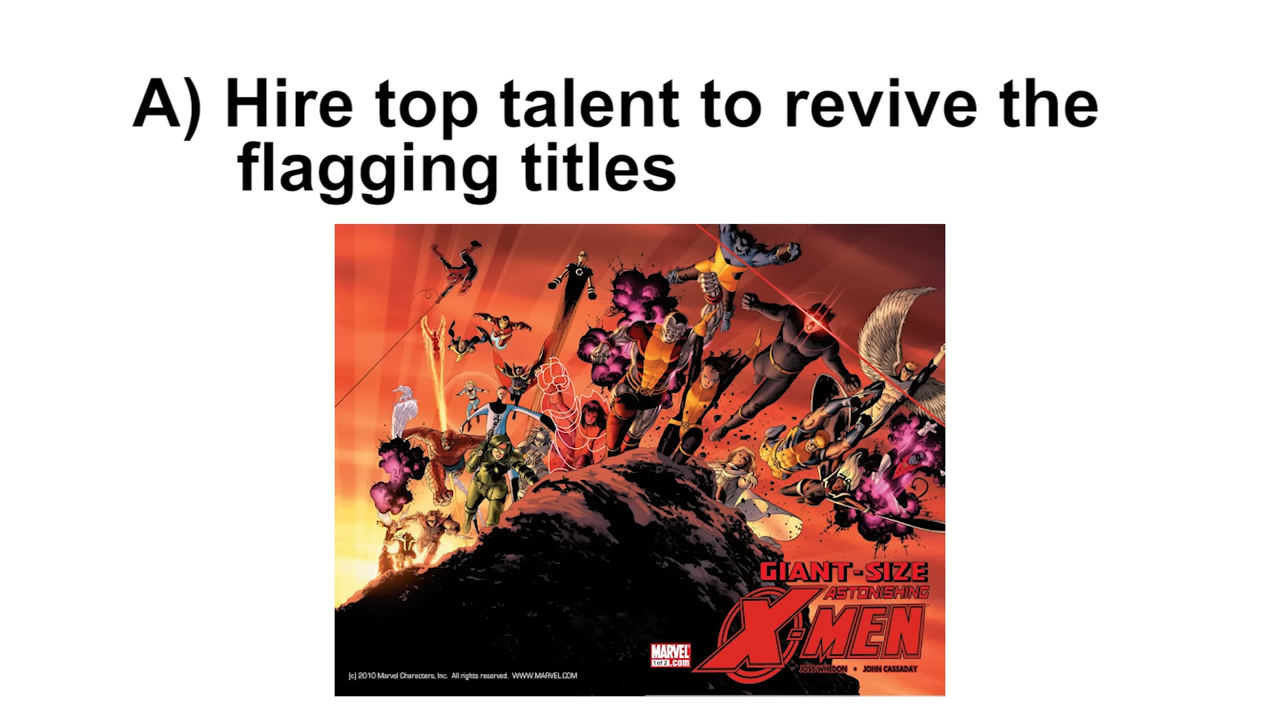 A) Hire top talent to revive the
flagging titles
GIANT-SIZE
ASTONISHING
X-MEN
MARVEL
1 of 2 .com
JOSS WHEDON • JOHN CASSADAY
(c) 2010 Marvel Characters, Inc. All rights reserved. WWW.MARVEL.COM